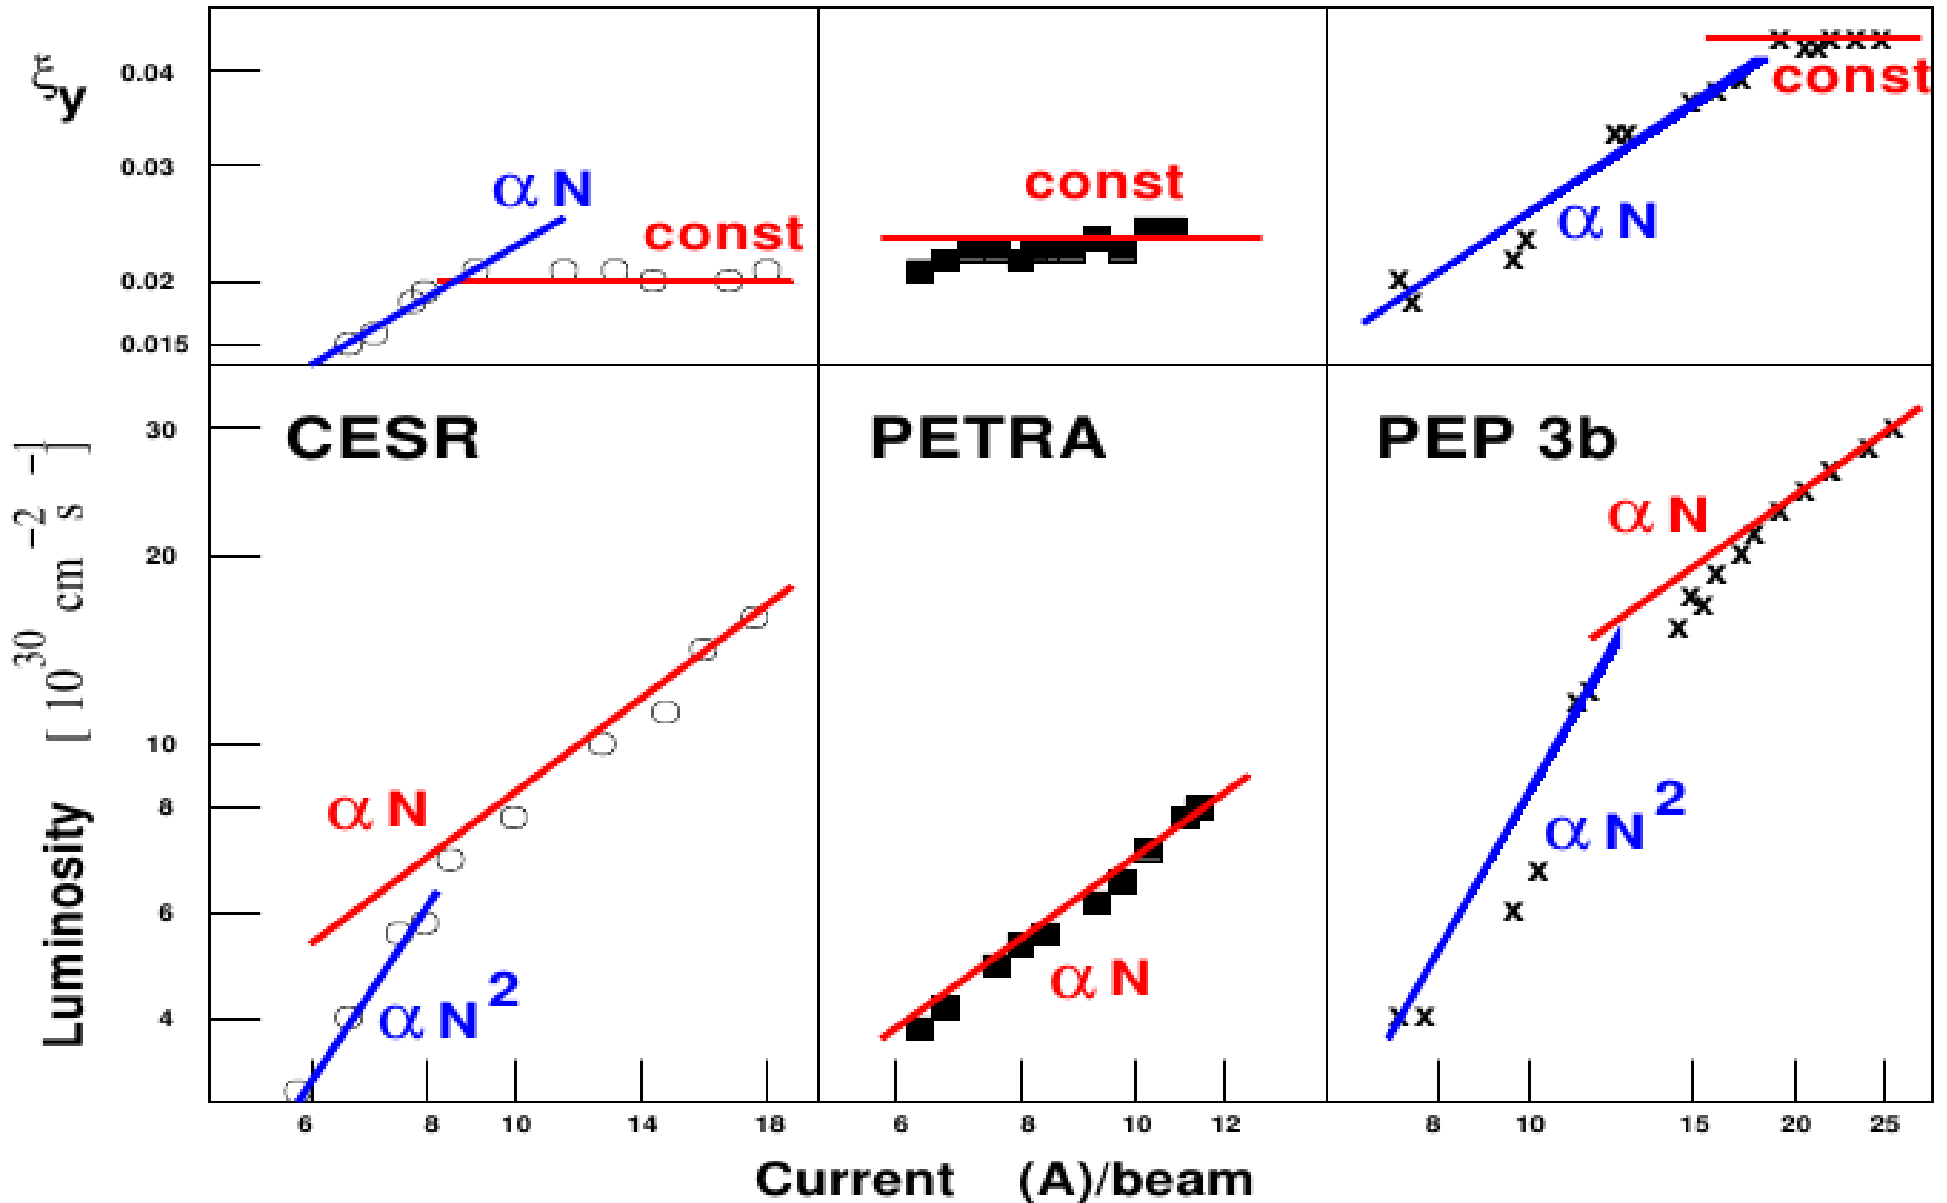 ξy
0.04
0.03
0.02
0.015
α N
const
const
const
α N
Luminosity [ 10^30 cm^−2 s^−1 ]
30
20
10
8
6
4
CESR
α N
α N^2
PETRA
α N
PEP 3b
α N
α N^2
6 8 10 14 18 6 8 10 12 8 10 15 20 25
Current (A)/beam